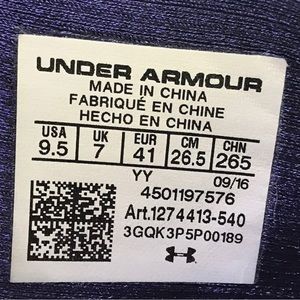 UNDER ARMOUR
MADE IN CHINA
FABRIQUÉ EN CHINE
HECHO EN CHINA
USA UK EUR CM CHN
9.5 7 41 26.5 265
YY 09/16
4501197576
Art.1274413-540
3GQK3P5P00189